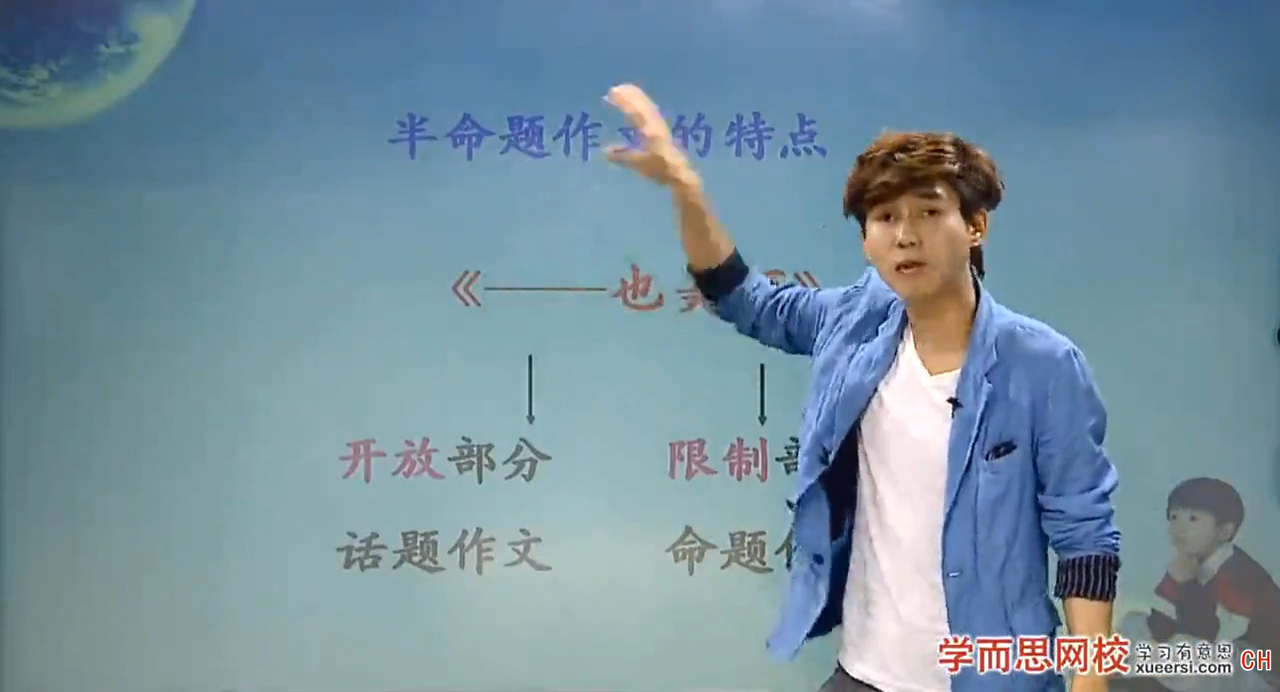 半命题作文的特点
《——也
》
开放部分
限制部
话题作文
命题作
学而思网校
学习有意思
xueersi.com
CH